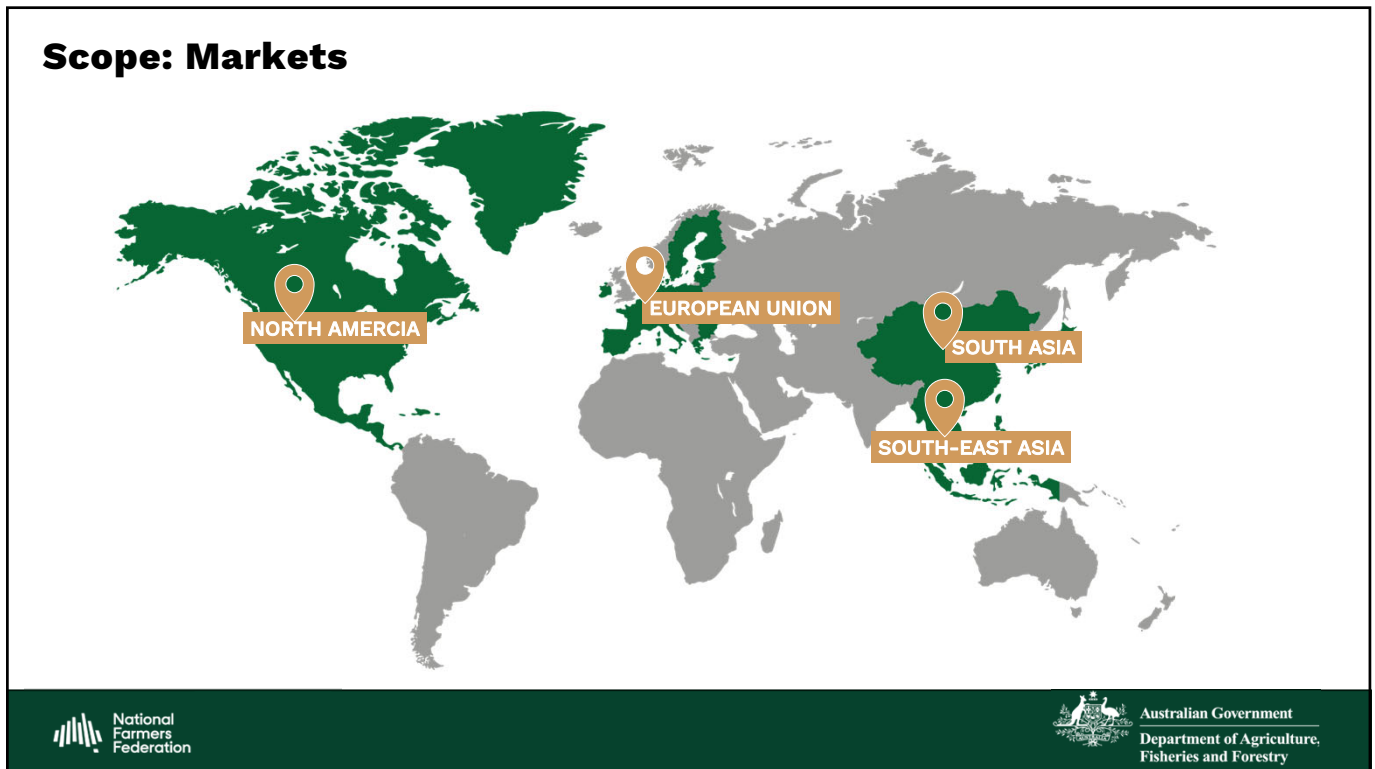 Scope: Markets
NORTH AMERCIA
EUROPEAN UNION
SOUTH ASIA
SOUTH-EAST ASIA
National
Farmers
Federation
Australian Government
Department of Agriculture,
Fisheries and Forestry